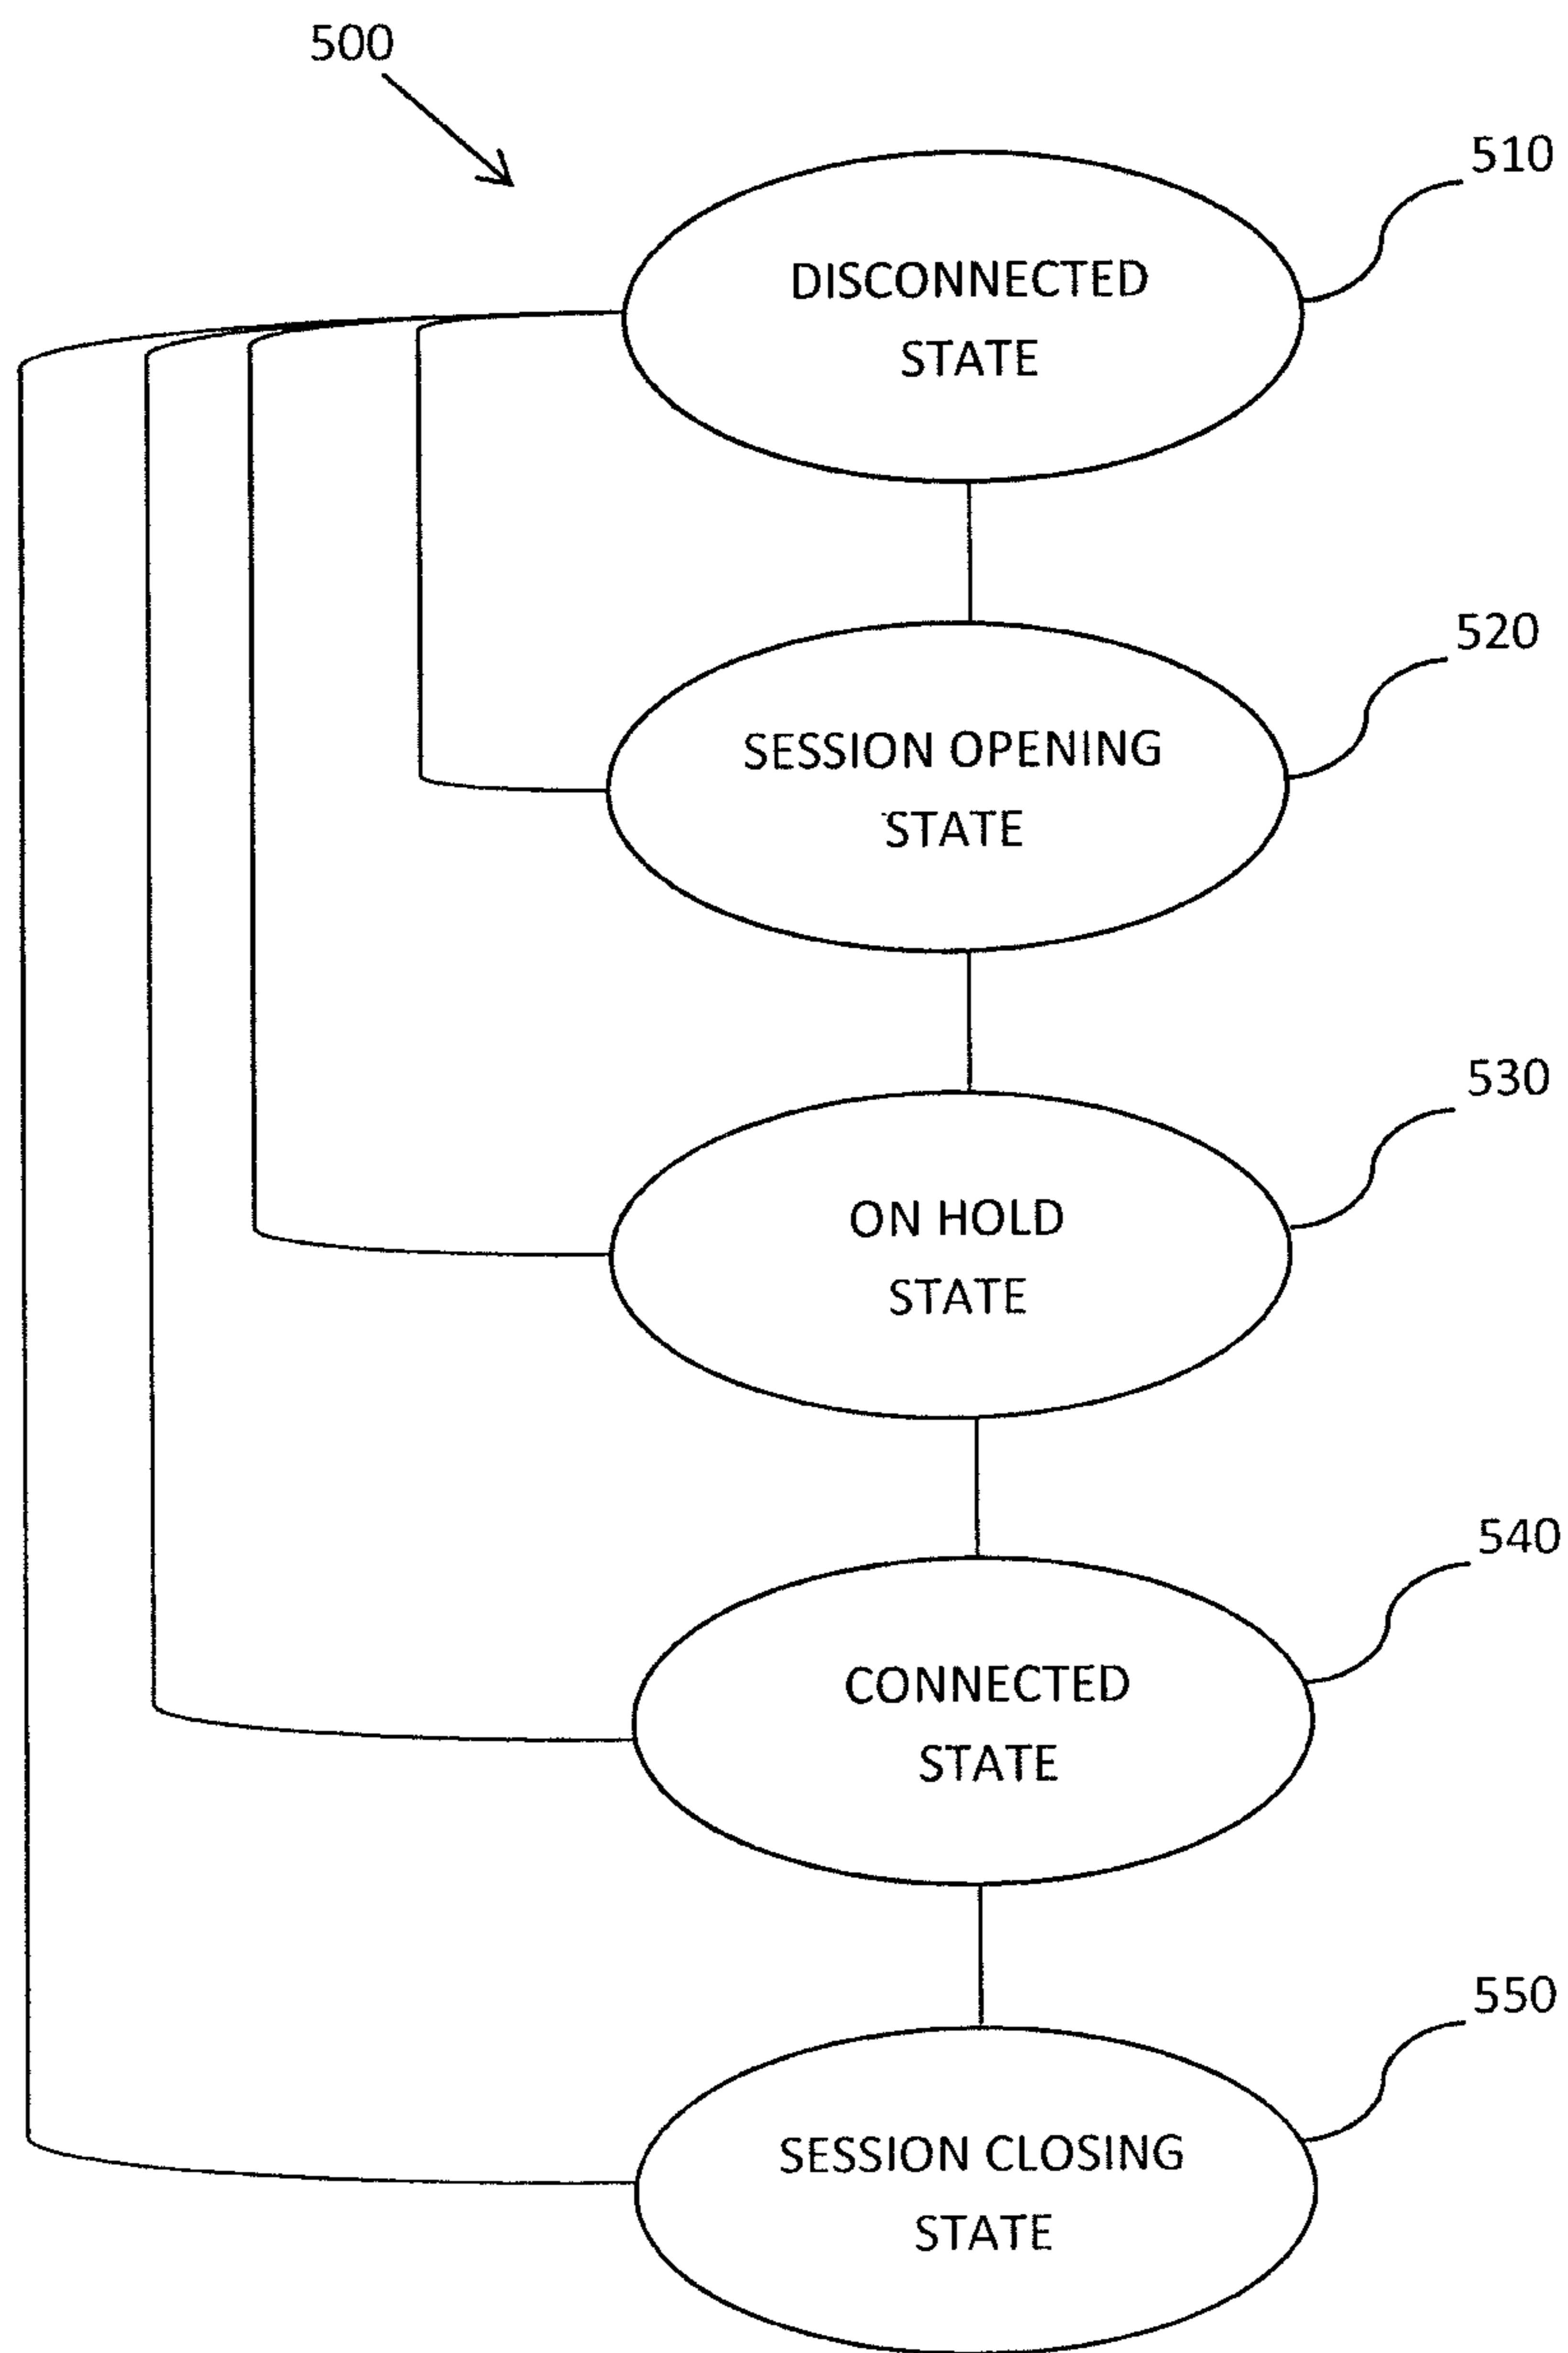 500
510
DISCONNECTED
STATE
520
SESSION OPENING
STATE
530
ON HOLD
STATE
540
CONNECTED
STATE
550
SESSION CLOSING
STATE